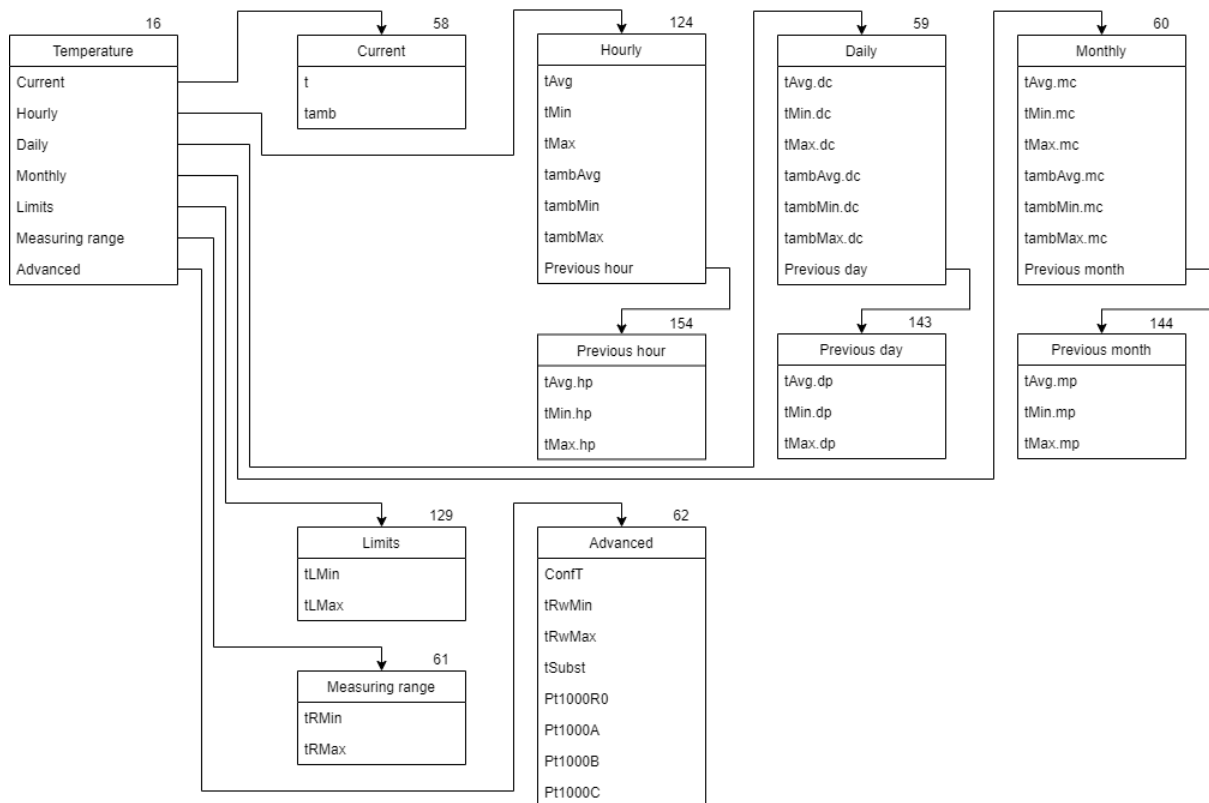 16
Temperature
Current
Hourly
Daily
Monthly
Limits
Measuring range
Advanced
58
Current
t
tamb
124
Hourly
tAvg
tMin
tMax
tambAvg
tambMin
tambMax
Previous hour
59
Daily
tAvg.dc
tMin.dc
tMax.dc
tambAvg.dc
tambMin.dc
tambMax.dc
Previous day
60
Monthly
tAvg.mc
tMin.mc
tMax.mc
tambAvg.mc
tambMin.mc
tambMax.mc
Previous month
154
Previous hour
tAvg.hp
tMin.hp
tMax.hp
143
Previous day
tAvg.dp
tMin.dp
tMax.dp
144
Previous month
tAvg.mp
tMin.mp
tMax.mp
129
Limits
tLMin
tLMax
61
Measuring range
tRMin
tRMax
62
Advanced
ConfT
tRwMin
tRwMax
tSubst
Pt1000R0
Pt1000A
Pt1000B
Pt1000C